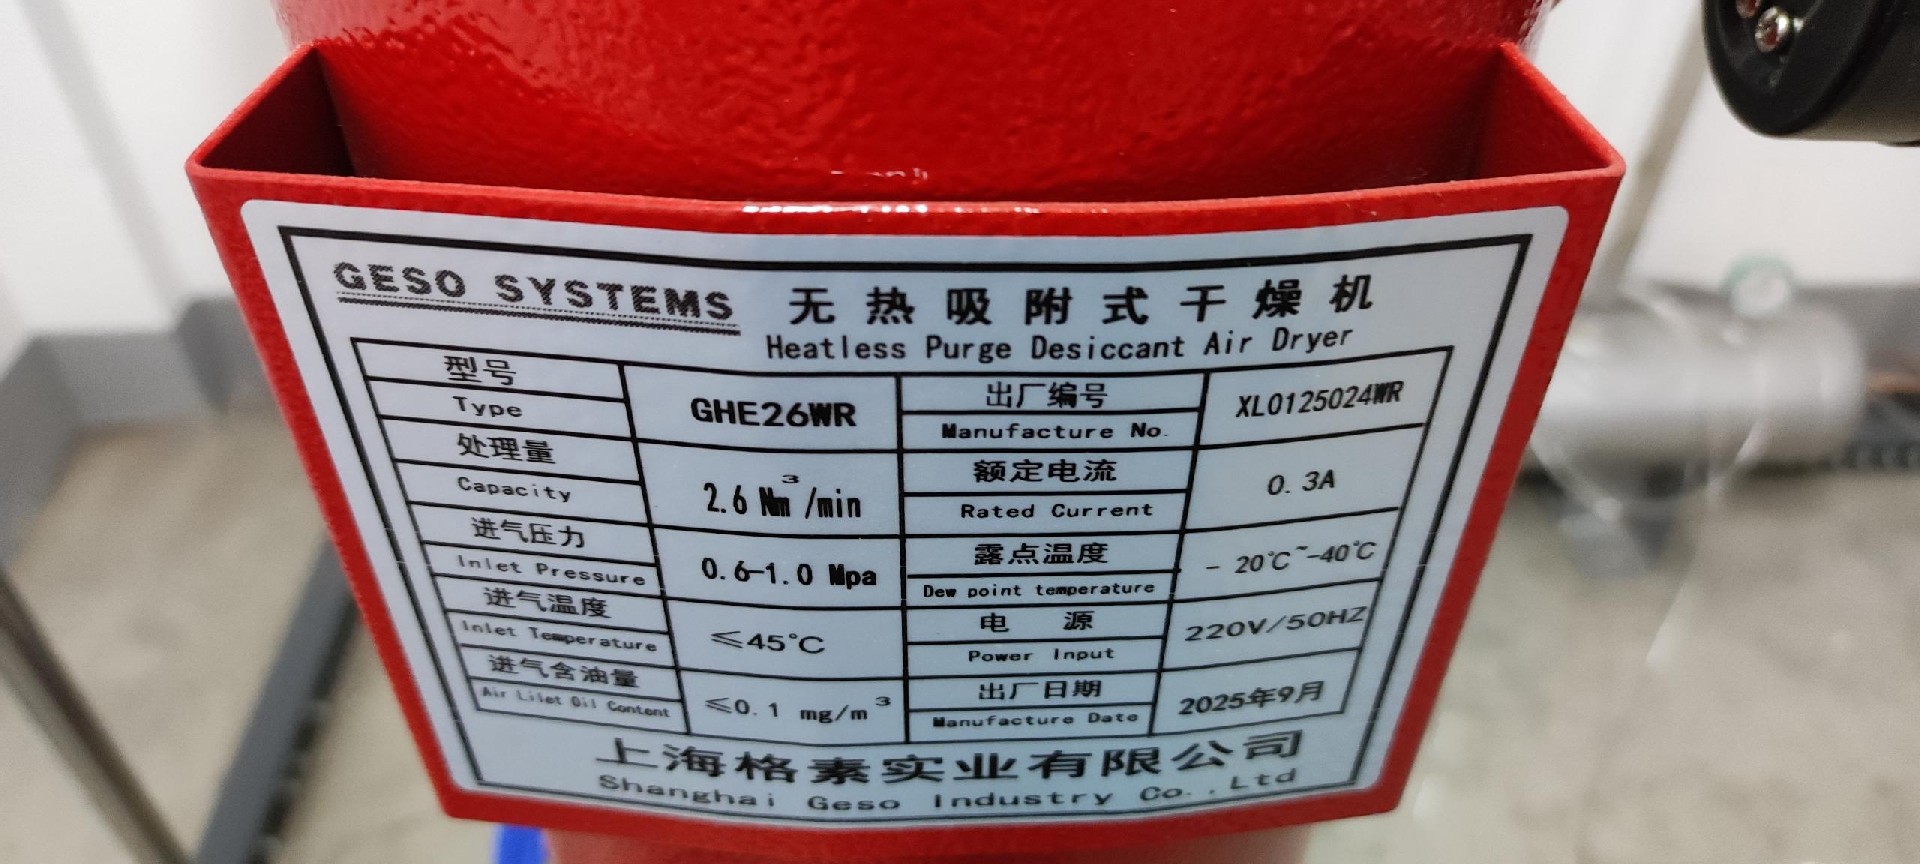 GESO SYSTEMS 无热吸附式干燥机
Heatless Purge Desiccant Air Dryer
型号
Type
GHE26WR
出厂编号
Manufacture No.
XL0125024WR
处理量
Capacity
2.6 Nm³/min
额定电流
Rated Current
0.3A
进气压力
Inlet Pressure
0.6-1.0 Mpa
露点温度
Dew point temperature
- 20℃~-40℃
进气温度
Inlet Temperature
≤45℃
电 源
Power Input
220V/50HZ
进气含油量
Air Lilet Oil Content
≤0.1 mg/m³
出厂日期
Manufacture Date
2025年9月
上海格素实业有限公司
Shanghai Geso Industry Co.,Ltd